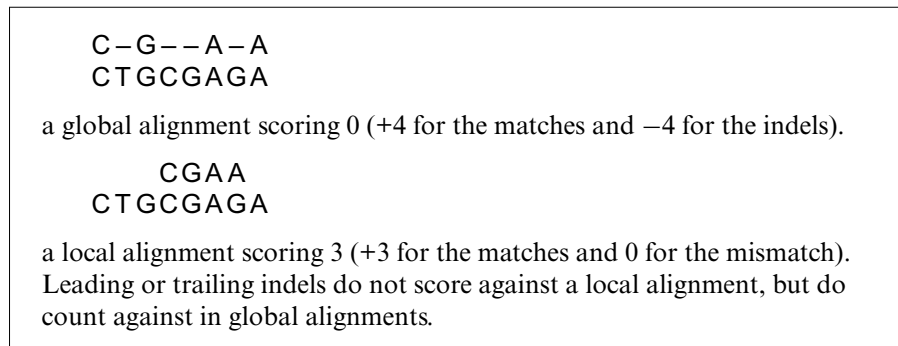 C–G––A–A
CTGCGAGA
a global alignment scoring 0 (+4 for the matches and −4 for the indels).
CGAA
CTGCGAGA
a local alignment scoring 3 (+3 for the matches and 0 for the mismatch).
Leading or trailing indels do not score against a local alignment, but do
count against in global alignments.